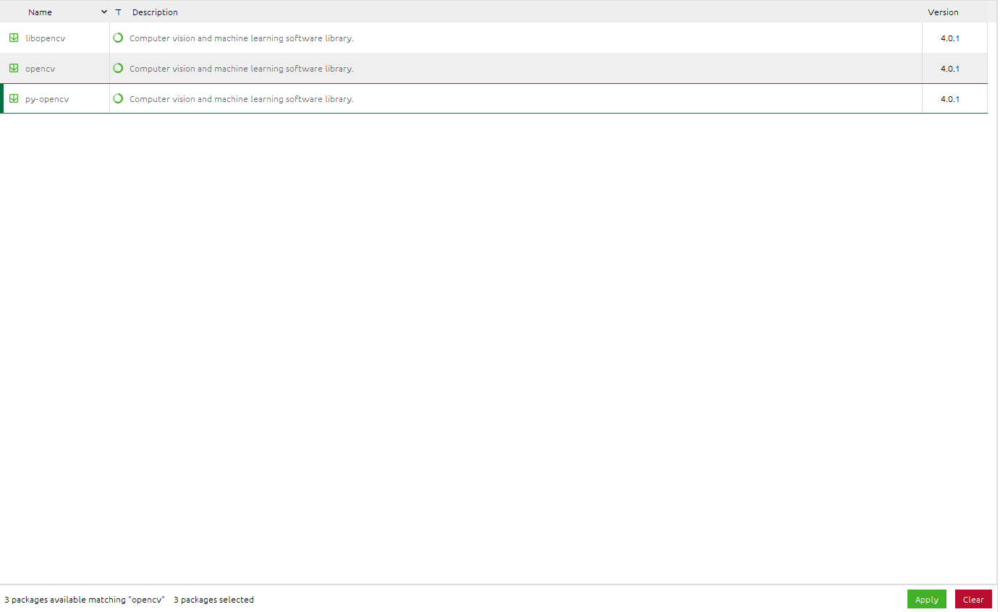 Name T Description Version
libopencv Computer vision and machine learning software library. 4.0.1
opencv Computer vision and machine learning software library. 4.0.1
py-opencv Computer vision and machine learning software library. 4.0.1
3 packages available matching "opencv" 3 packages selected Apply Clear